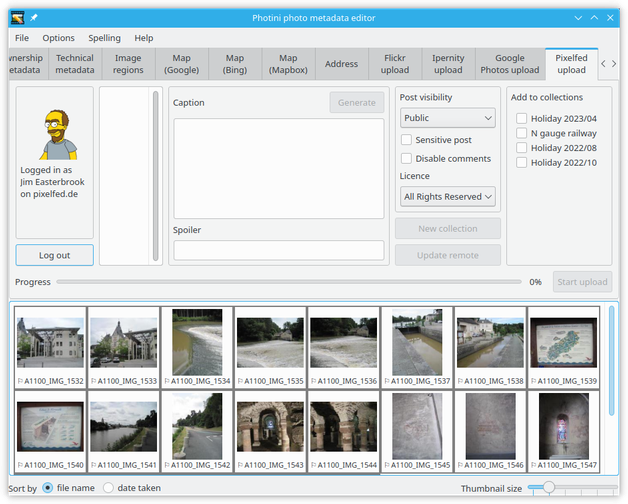 Photini photo metadata editor
File Options Spelling Help
nership
etadata
Technical
metadata
Image
regions
Map
(Google)
Map
(Bing)
Map
(Mapbox)
Address
Flickr
upload
Ipernity
upload
Google
Photos upload
Pixelfed
upload
Logged in as
Jim Easterbrook
on pixelfed.de
Log out
Caption
Generate
Spoiler
Post visibility
Public
Sensitive post
Disable comments
Licence
All Rights Reserved
New collection
Update remote
Add to collections
Holiday 2023/04
N gauge railway
Holiday 2022/08
Holiday 2022/10
Progress 0% Start upload
A1100_IMG_1532 A1100_IMG_1533 A1100_IMG_1534 A1100_IMG_1535 A1100_IMG_1536 A1100_IMG_1537 A1100_IMG_1538 A1100_IMG_1539
A1100_IMG_1540 A1100_IMG_1541 A1100_IMG_1542 A1100_IMG_1543 A1100_IMG_1544 A1100_IMG_1545 A1100_IMG_1546 A1100_IMG_1547
Sort by file name date taken Thumbnail size